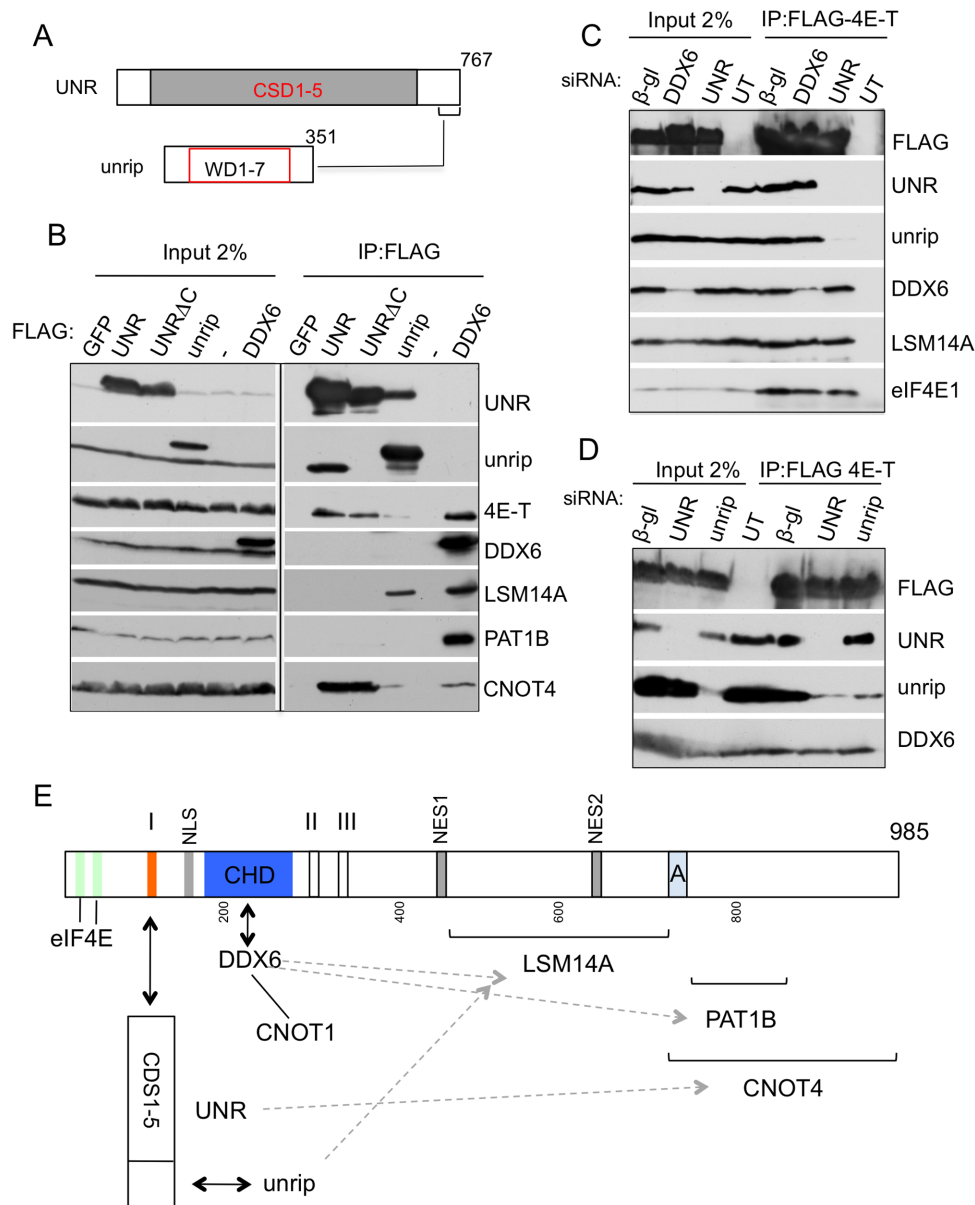 A
UNR
CSD1-5
767
unrip
WD1-7
351
B
Input 2%
IP:FLAG
FLAG:
GFP
UNR
UNRΔC
unrip
-
DDX6
GFP
UNR
UNRΔC
unrip
-
DDX6
UNR
unrip
4E-T
DDX6
LSM14A
PAT1B
CNOT4
C
Input 2%
IP:FLAG-4E-T
siRNA:
β-gl
DDX6
UNR
UT
β-gl
DDX6
UNR
UT
FLAG
UNR
unrip
DDX6
LSM14A
eIF4E1
D
Input 2%
IP:FLAG 4E-T
siRNA:
β-gl
UNR
unrip
UT
β-gl
UNR
unrip
FLAG
UNR
unrip
DDX6
E
I
NLS
II
III
NES1
NES2
985
CHD
A
200
400
600
800
eIF4E
DDX6
LSM14A
CNOT1
PAT1B
CDS1-5
UNR
CNOT4
unrip